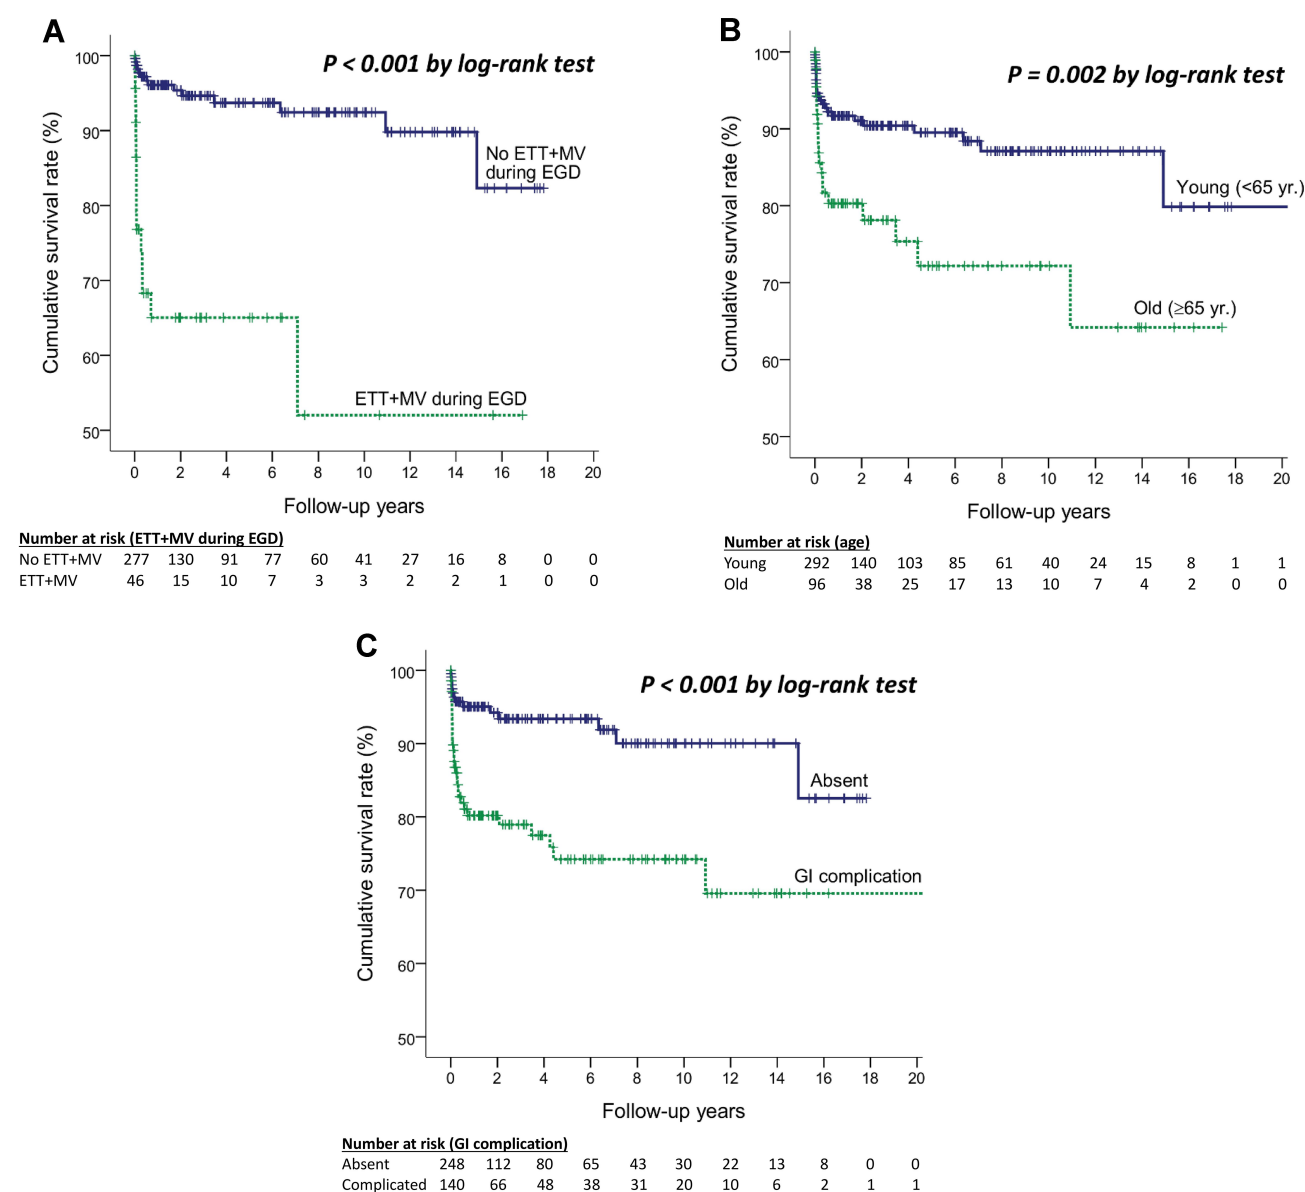 A
P < 0.001 by log-rank test
Cumulative survival rate (%)
100
90
80
70
60
50
No ETT+MV
during EGD
ETT+MV during EGD
0 2 4 6 8 10 12 14 16 18 20
Follow-up years
Number at risk (ETT+MV during EGD)
No ETT+MV 277 130 91 77 60 41 27 16 8 0 0
ETT+MV 46 15 10 7 3 3 2 2 1 0 0
B
P = 0.002 by log-rank test
Cumulative survival rate (%)
100
90
80
70
60
50
Young (<65 yr.)
Old (≥65 yr.)
0 2 4 6 8 10 12 14 16 18 20
Follow-up years
Number at risk (age)
Young 292 140 103 85 61 40 24 15 8 1 1
Old 96 38 25 17 13 10 7 4 2 0 0
C
P < 0.001 by log-rank test
Cumulative survival rate (%)
100
90
80
70
60
50
Absent
GI complication
0 2 4 6 8 10 12 14 16 18 20
Follow-up years
Number at risk (GI complication)
Absent 248 112 80 65 43 30 22 13 8 0 0
Complicated 140 66 48 38 31 20 10 6 2 1 1